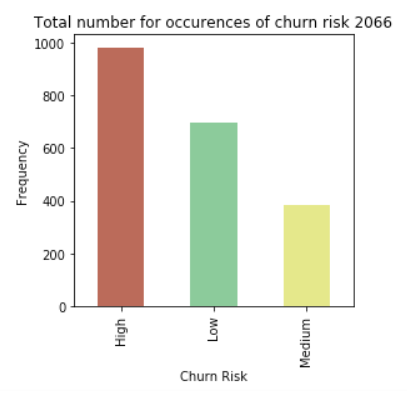 Total number for occurences of churn risk 2066
1000
800
600
400
200
0
Frequency
High
Low
Medium
Churn Risk